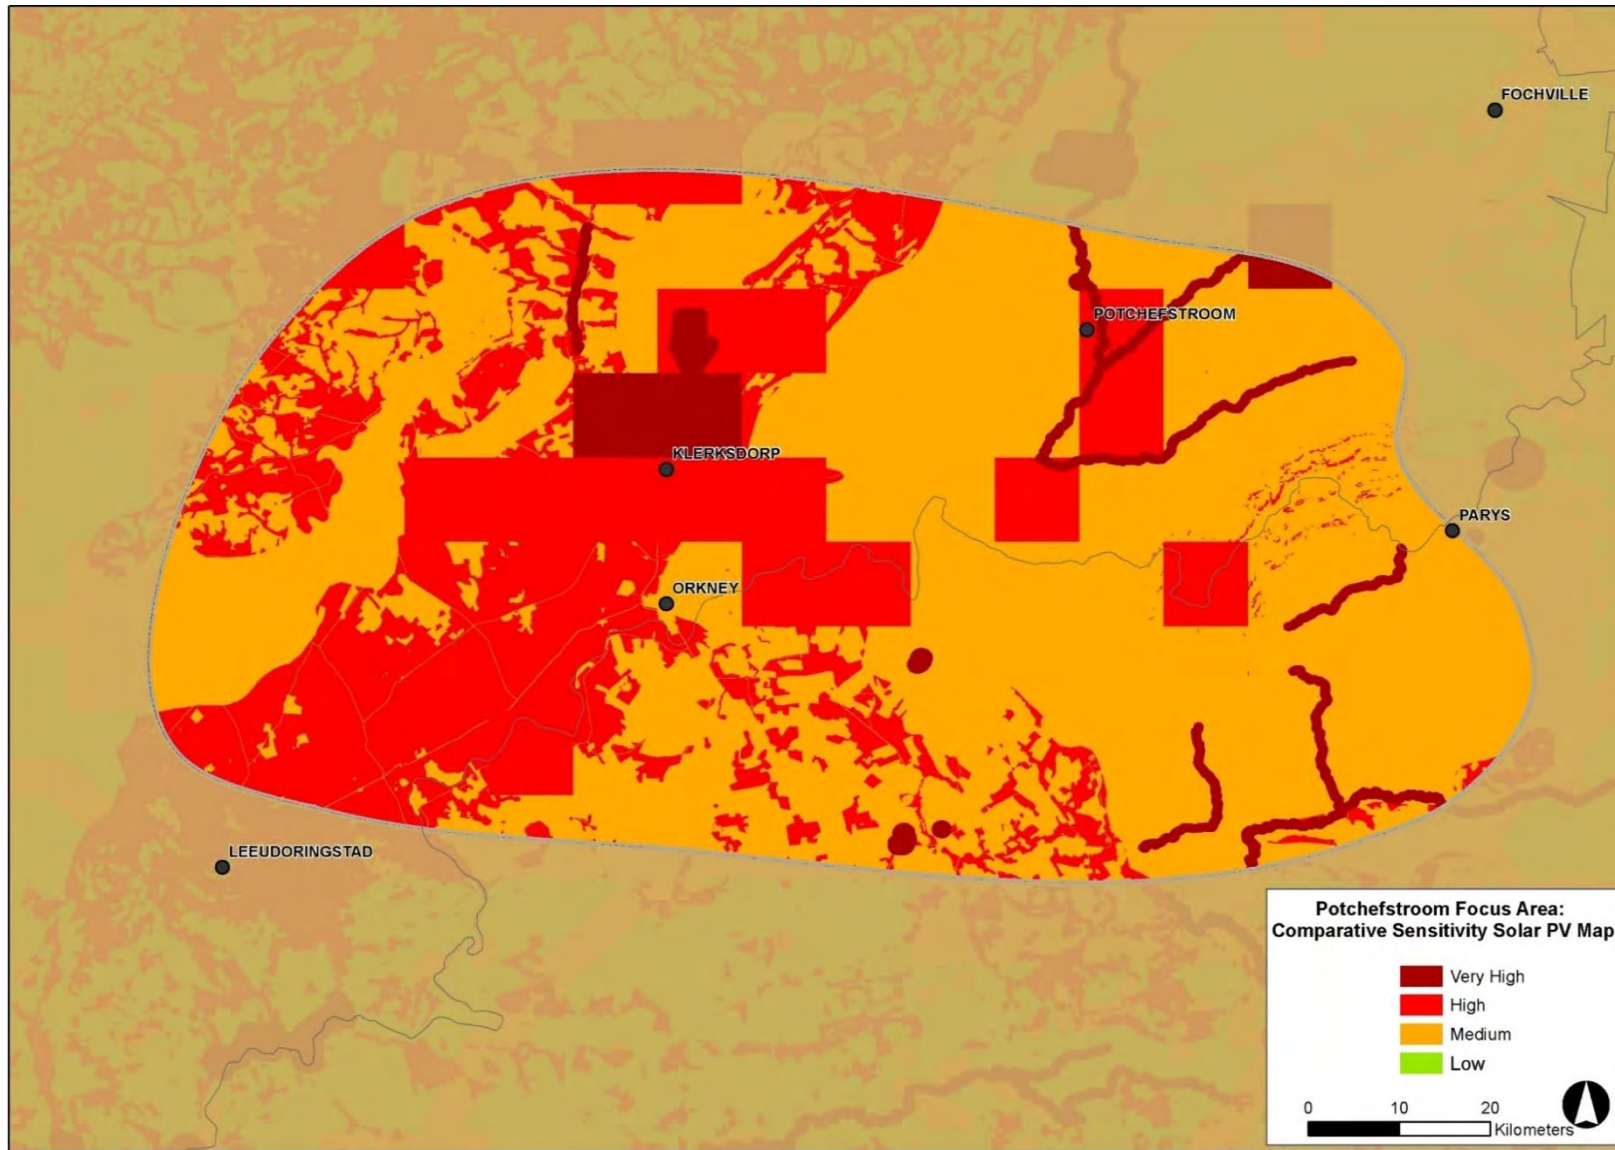 FOCHVILLE
POTCHEFSTROOM
KLERKSDORP
PARYS
ORKNEY
LEEUDORINGSTAD
Potchefstroom Focus Area:
Comparative Sensitivity Solar PV Map
Very High
High
Medium
Low
0 10 20
Kilometers